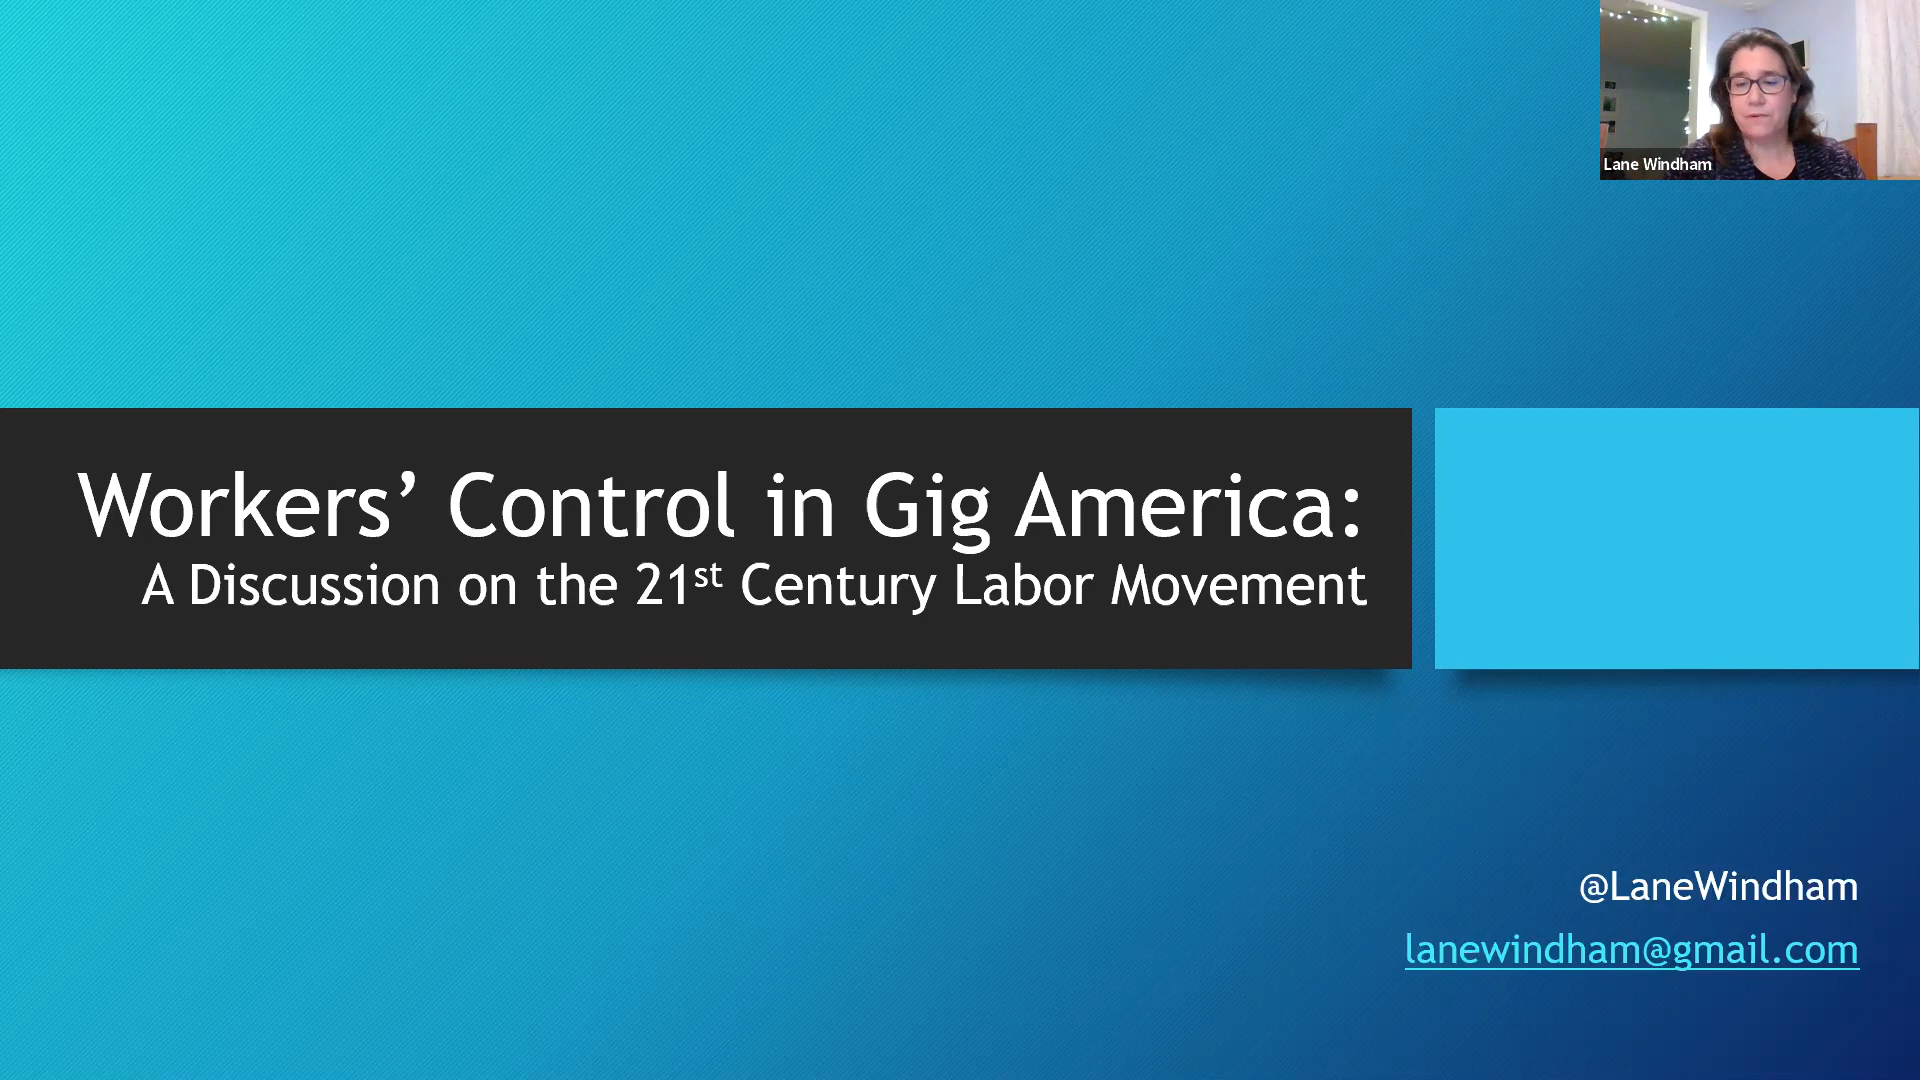 Lane Windham
Workers’ Control in Gig America:
A Discussion on the 21st Century Labor Movement
@LaneWindham
lanewindham@gmail.com